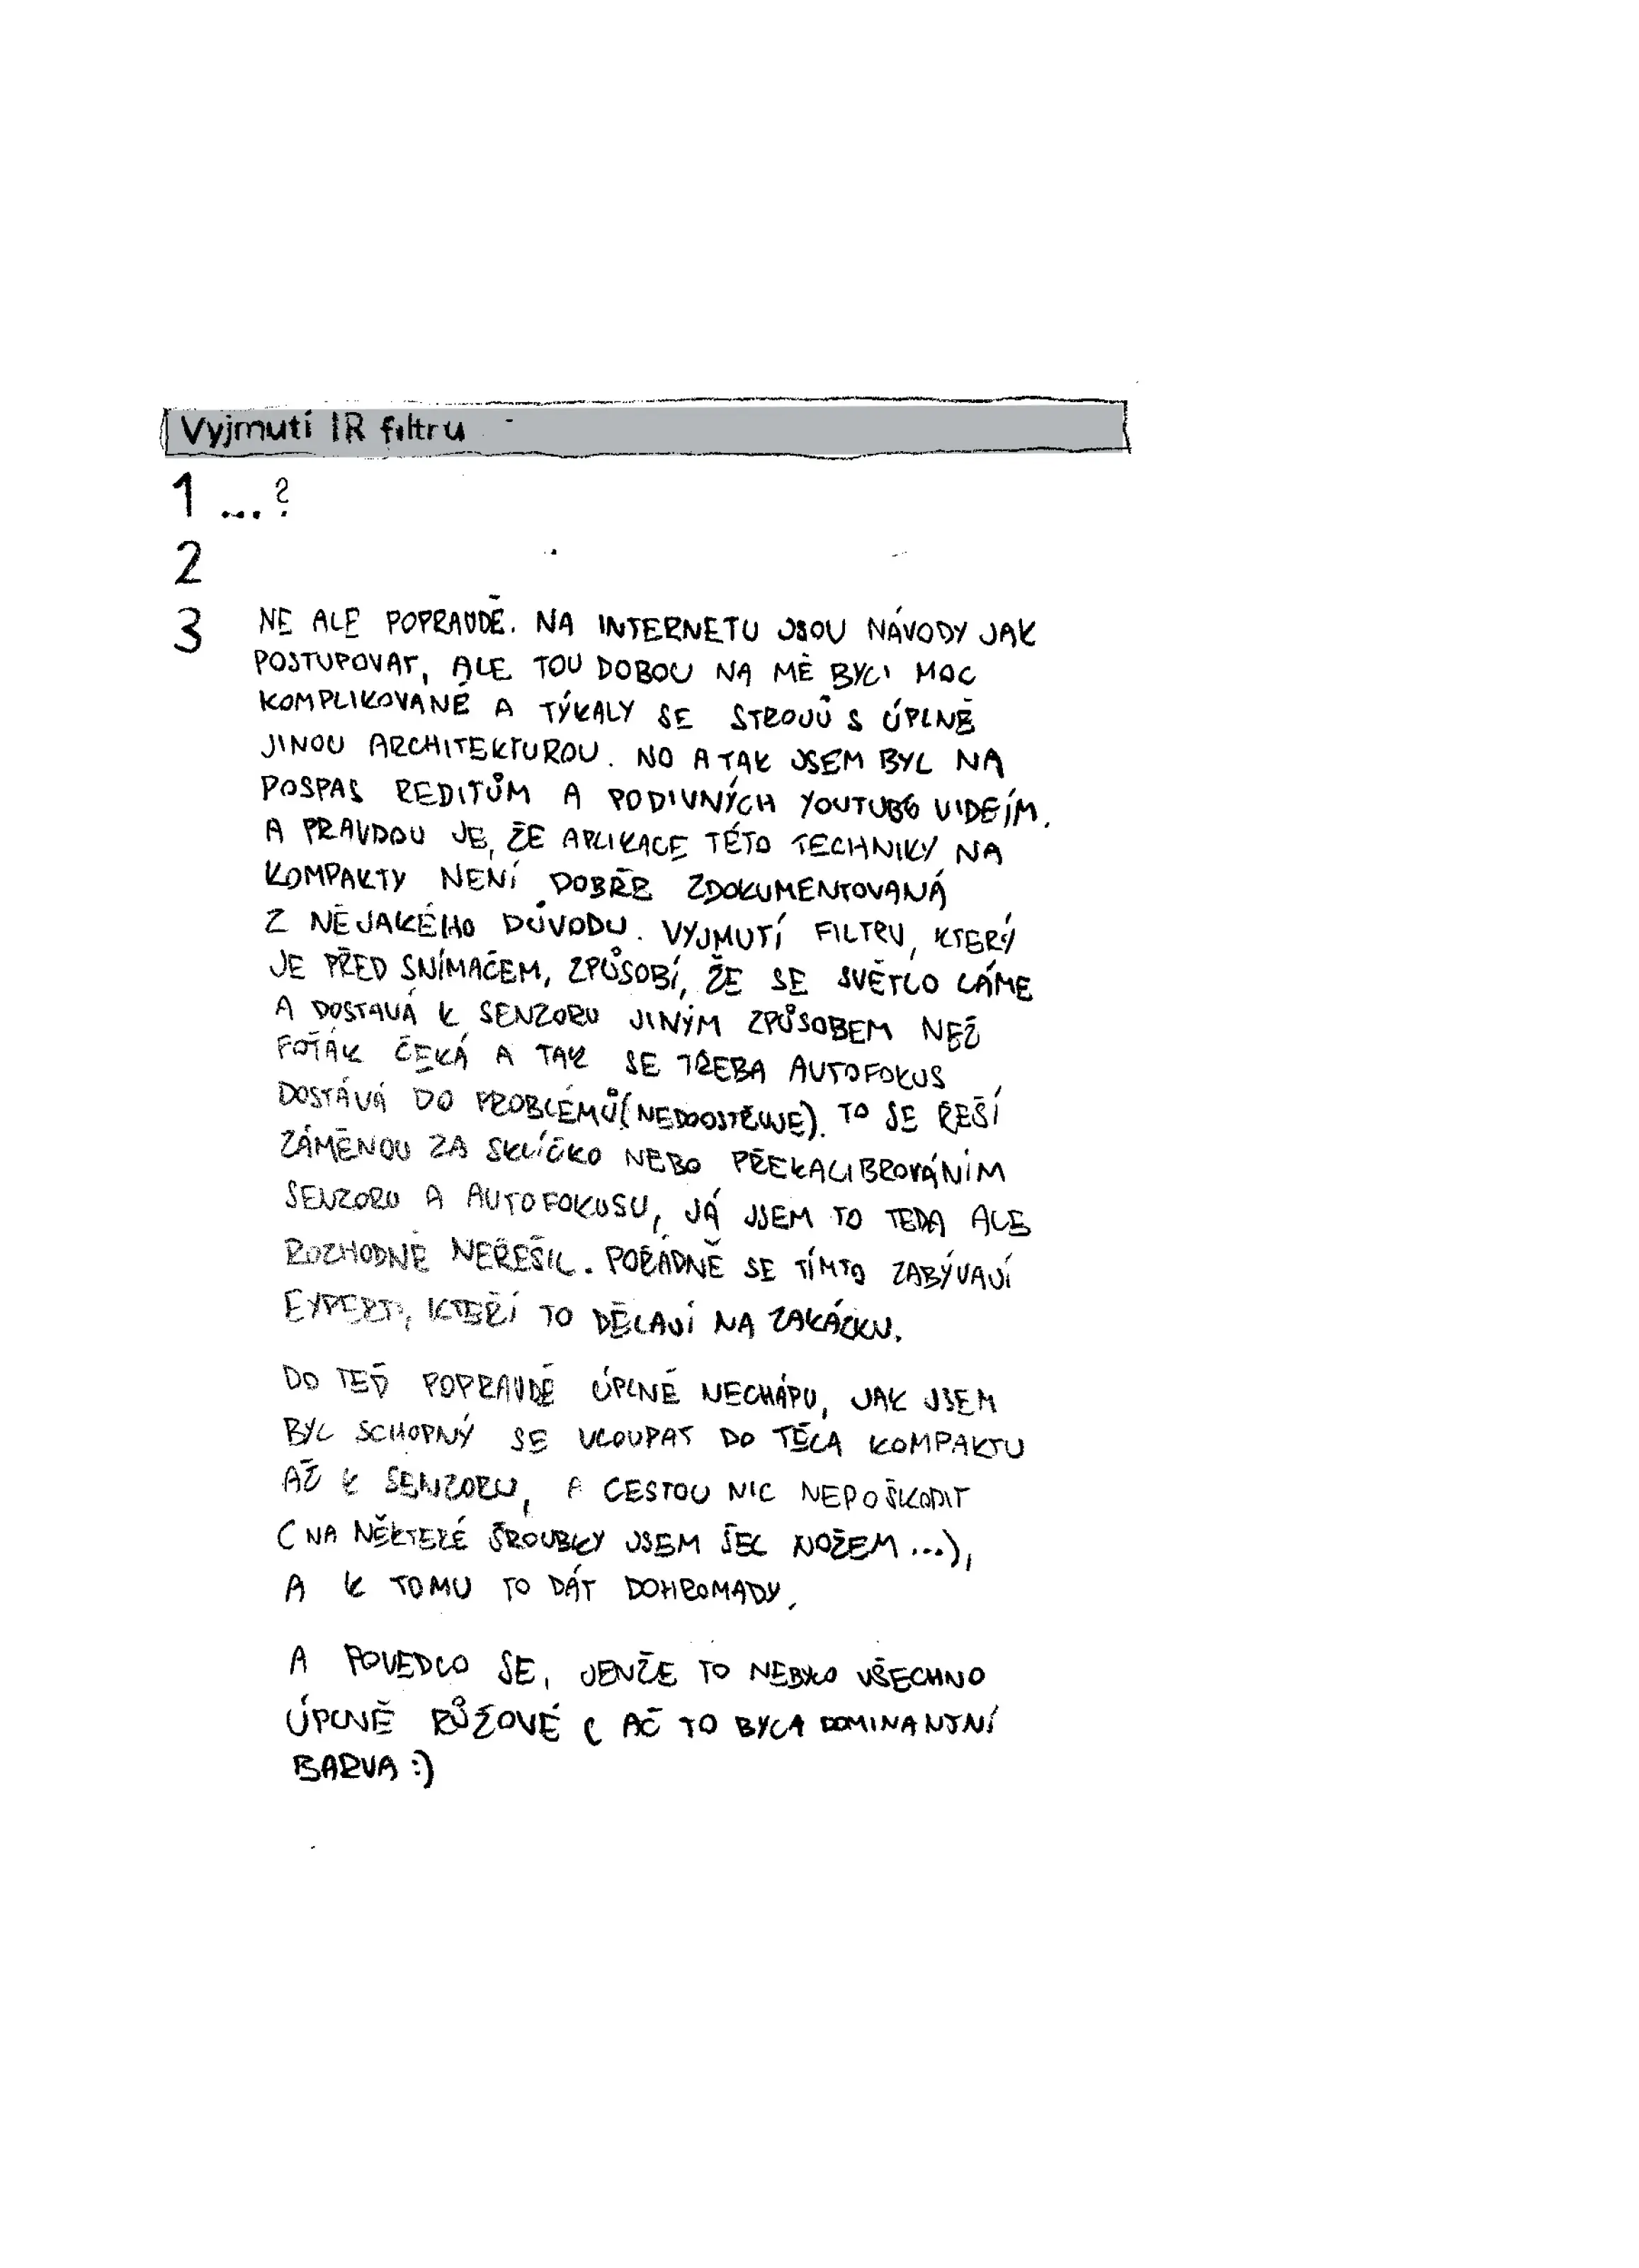 Vyjmutí IR filtru
1 ...?
2
3 NE ALE POPRAVDĚ. NA INTERNETU JSOU NÁVODY JAK
POSTUPOVAT, ALE TOU DOBOU NA MĚ BYLI MOC
KOMPLIKOVANÉ A TÝKALY SE STROJŮ S ÚPLNĚ
JINOU ARCHITEKTUROU. NO A TAK JSEM BYL NA
POSPAS REDITŮM A PODIVNÝCH YOUTUBE VIDEÍM.
A PRAVDOU JE, ŽE APLIKACE TÉTO TECHNIKY NA
KOMPAKTY NENÍ DOBŘE ZDOKUMENTOVANÁ
Z NĚJAKÉHO DŮVODU. VYJMUTÍ FILTRU, KTERÝ
JE PŘED SNÍMAČEM, ZPŮSOBÍ, ŽE SE SVĚTLO LÁME
A DOSTAVÁ K SENZORU JINÝM ZPŮSOBEM NEŽ
FOŤÁK ČEKÁ A TAK SE TŘEBA AUTOFOKUS
DOSTÁVÁ DO PROBLÉMŮ (NEDOOSTŘUJE). TO SE ŘEŠÍ
ZÁMĚNOU ZA SKLÍČKO NEBO PŘEKALIBROVÁNÍM
SENZORU A AUTOFOKUSU, JÁ JSEM TO TEDA ALE
ROZHODNĚ NEŘEŠIL. POŘÁDNĚ SE TÍMTO ZABÝVAJÍ
EXPERTI, KTEŘÍ TO DĚLAJÍ NA ZAKÁZKU.
DO TEĎ POPRAVDĚ ÚPLNĚ NECHÁPU, JAK JSEM
BYL SCHOPNÝ SE VLOUPAT DO TĚLA KOMPAKTU
AŽ K SENZORU, A CESTOU NIC NEPOŠKODIT
(NA NĚKTERÉ ŠROUBKY JSEM ŠEL NOŽEM...),
A K TOMU TO DÁT DOHROMADY.
A POVEDLO SE, JENŽE TO NEBYLO VŠECHNO
ÚPLNĚ RŮŽOVÉ ( AČ TO BYLA DOMINANTNÍ
BARVA :)